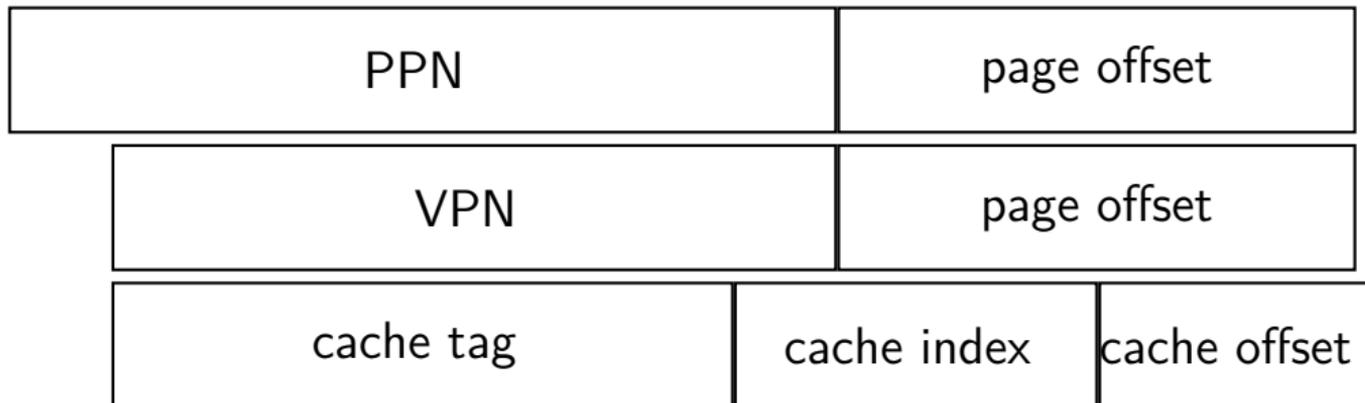 PPN page offset
VPN page offset
cache tag cache index cache offset